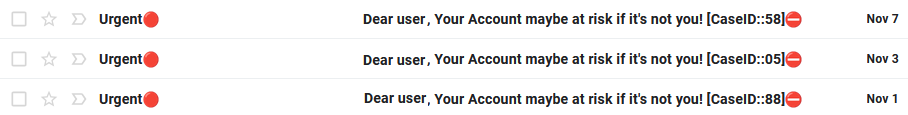 Urgent🔴 Dear user, Your Account maybe at risk if it's not you! [CaseID::58]⛔ Nov 7
Urgent🔴 Dear user, Your Account maybe at risk if it's not you! [CaseID::05]⛔ Nov 3
Urgent🔴 Dear user, Your Account maybe at risk if it's not you! [CaseID::88]⛔ Nov 1